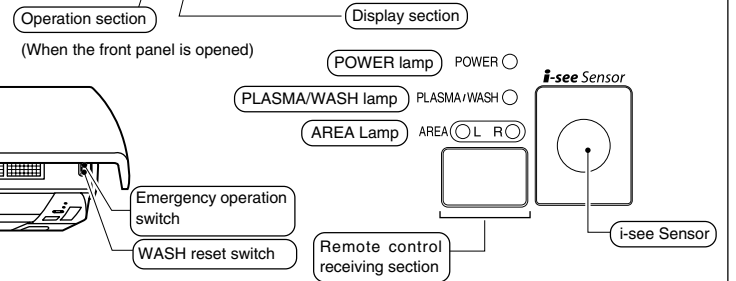 Operation section
Display section
(When the front panel is opened)
POWER lamp
POWER
i-see Sensor
PLASMA/WASH lamp
PLASMA/WASH
AREA Lamp
AREA L R
Emergency operation
switch
WASH reset switch
Remote control
receiving section
i-see Sensor